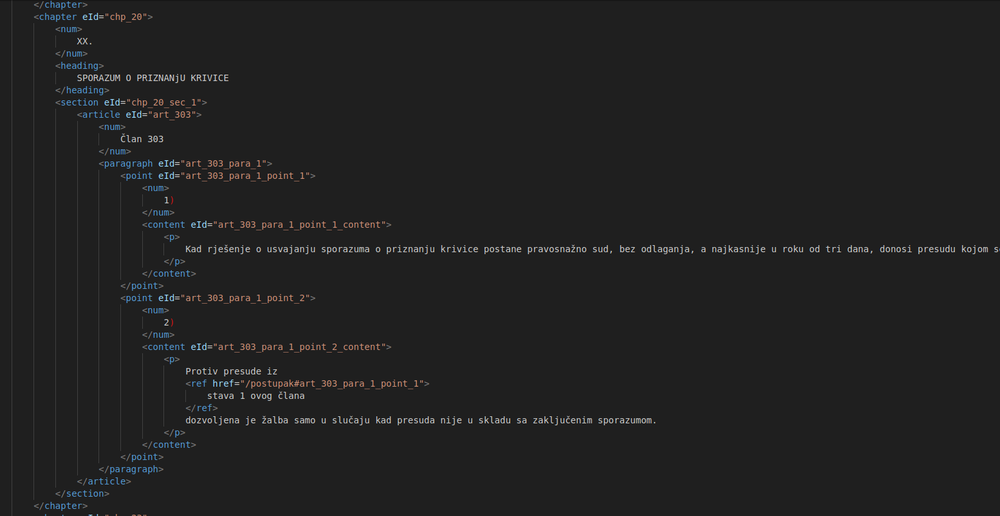 </chapter>
<chapter eId="chp_20">
<num>
XX.
</num>
<heading>
SPORAZUM O PRIZNANjU KRIVICE
</heading>
<section eId="chp_20_sec_1">
<article eId="art_303">
<num>
Član 303
</num>
<paragraph eId="art_303_para_1">
<point eId="art_303_para_1_point_1">
<num>
1)
</num>
<content eId="art_303_para_1_point_1_content">
<p>
Kad rješenje o usvajanju sporazuma o priznanju krivice postane pravosnažno sud, bez odlaganja, a najkasnije u roku od tri dana, donosi presudu kojom
</p>
</content>
</point>
<point eId="art_303_para_1_point_2">
<num>
2)
</num>
<content eId="art_303_para_1_point_2_content">
<p>
Protiv presude iz
<ref href="/postupak#art_303_para_1_point_1">
stava 1 ovog člana
</ref>
dozvoljena je žalba samo u slučaju kad presuda nije u skladu sa zaključenim sporazumom.
</p>
</content>
</point>
</paragraph>
</article>
</section>
</chapter>